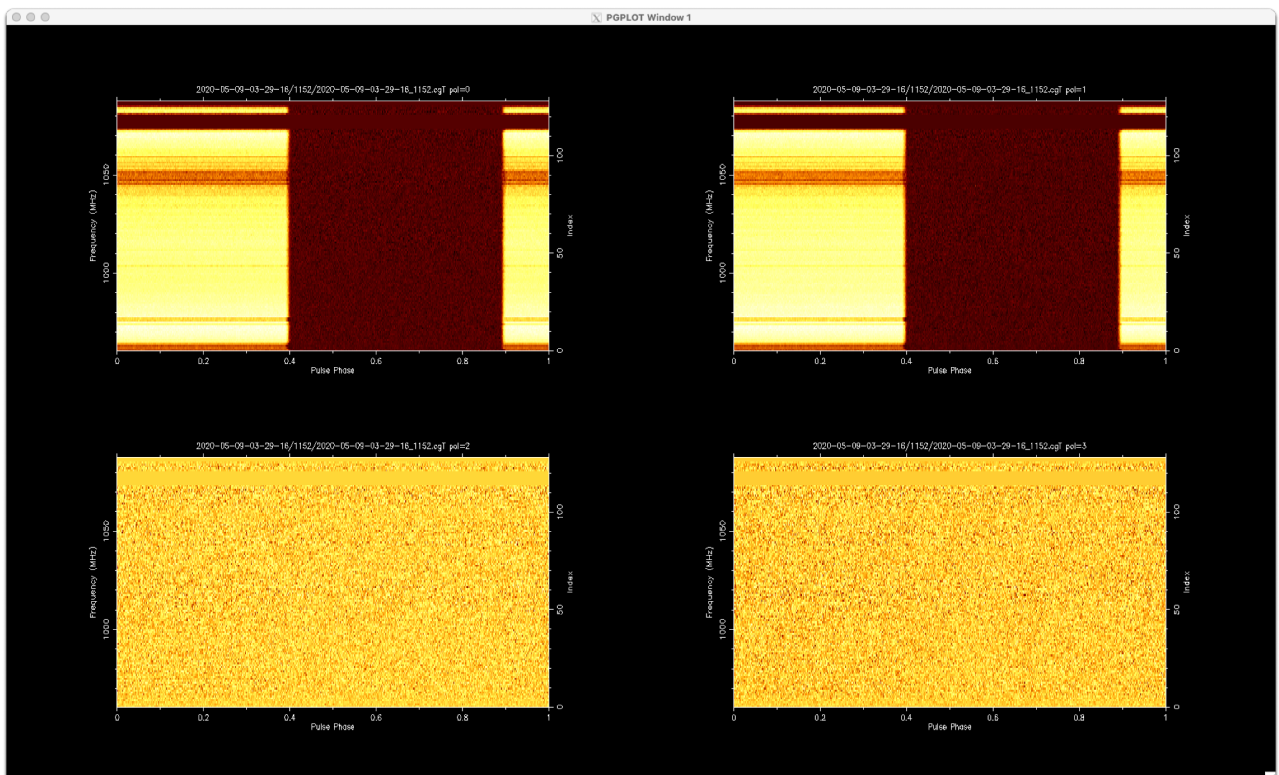 PGPLOT Window 1
2020-05-09-03-29-16/1152/2020-05-09-03-29-16_1152.cgT pol=0
Frequency (MHz)
1050
1000
100
50
0
Index
0 0.2 0.4 0.6 0.8 1
Pulse Phase
2020-05-09-03-29-16/1152/2020-05-09-03-29-16_1152.cgT pol=1
Frequency (MHz)
1050
1000
100
50
0
Index
0 0.2 0.4 0.6 0.8 1
Pulse Phase
2020-05-09-03-29-16/1152/2020-05-09-03-29-16_1152.cgT pol=2
Frequency (MHz)
1050
1000
100
50
0
Index
0 0.2 0.4 0.6 0.8 1
Pulse Phase
2020-05-09-03-29-16/1152/2020-05-09-03-29-16_1152.cgT pol=3
Frequency (MHz)
1050
1000
100
50
0
Index
0 0.2 0.4 0.6 0.8 1
Pulse Phase